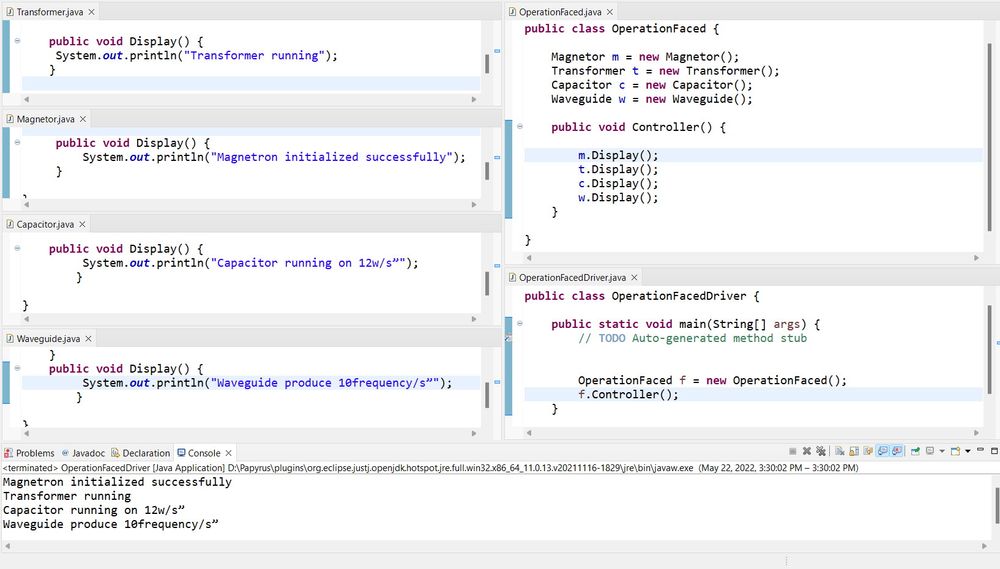 Transformer.java
public void Display() {
System.out.println("Transformer running");
}
Magnetor.java
public void Display() {
System.out.println("Magnetron initialized successfully");
}
}
Capacitor.java
public void Display() {
System.out.println("Capacitor running on 12w/s”");
}
}
Waveguide.java
}
public void Display() {
System.out.println("Waveguide produce 10frequency/s”");
}
}
OperationFaced.java
public class OperationFaced {
Magnetor m = new Magnetor();
Transformer t = new Transformer();
Capacitor c = new Capacitor();
Waveguide w = new Waveguide();
public void Controller() {
m.Display();
t.Display();
c.Display();
w.Display();
}
}
OperationFacedDriver.java
public class OperationFacedDriver {
public static void main(String[] args) {
// TODO Auto-generated method stub
OperationFaced f = new OperationFaced();
f.Controller();
}
Problems @ Javadoc Declaration Console
<terminated> OperationFacedDriver [Java Application] D:\Papyrus\plugins\org.eclipse.justj.openjdk.hotspot.jre.full.win32.x86_64_11.0.13.v20211116-1829\jre\bin\javaw.exe (May 22, 2022, 3:30:02 PM – 3:30:02 PM)
Magnetron initialized successfully
Transformer running
Capacitor running on 12w/s”
Waveguide produce 10frequency/s”